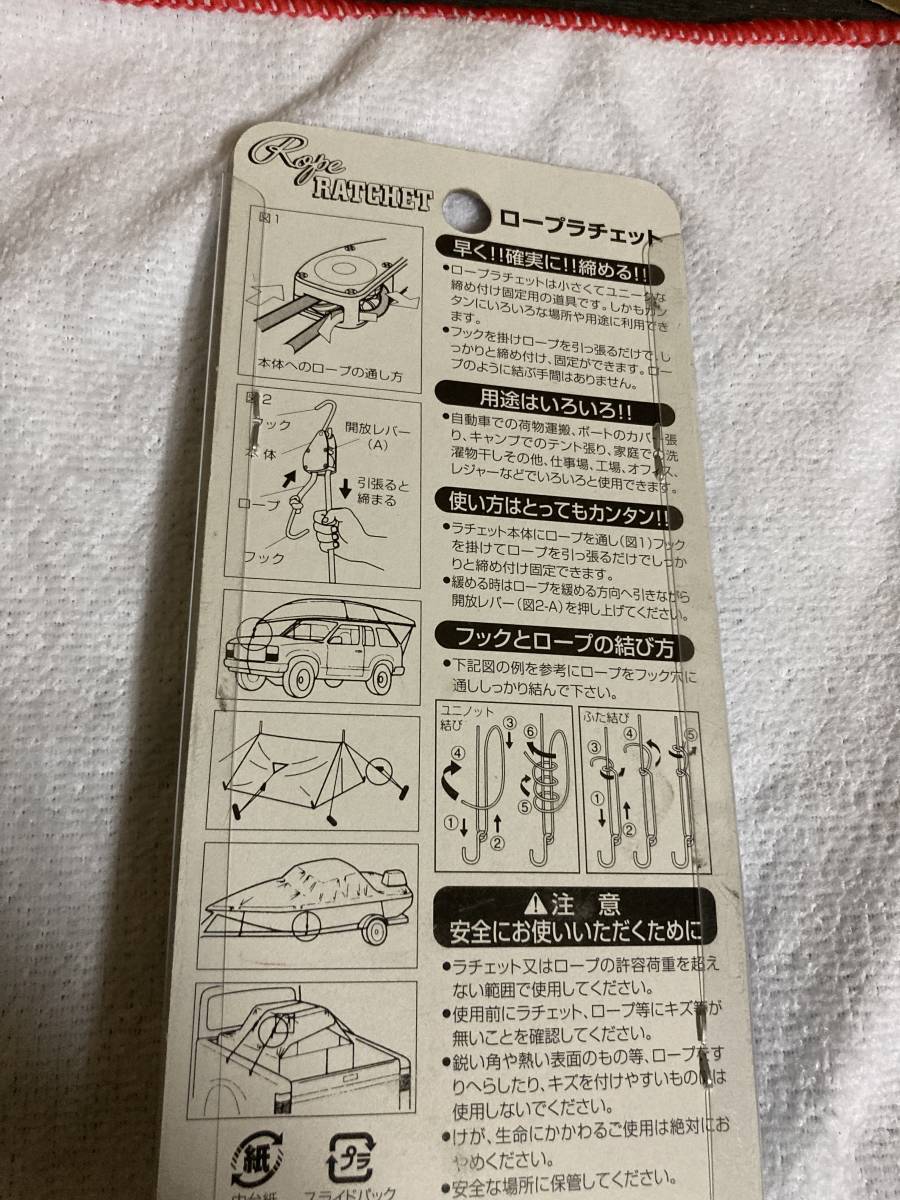 Rope
RATCHET
ロープラチェット
図1
本体へのロープの通し方
図2
フック
開放レバー
(A)
本体
引張ると
締まる
ロープ
フック
早く!!確実に!!締める!!
•ロープラチェットは小さくてユニークな
締め付け固定用の道具です。しかもカン
タンにいろいろな場所や用途に利用でき
ます。
•フックを掛けロープを引っ張るだけで、し
っかりと締め付け、固定ができます。ロー
プのように結ぶ手間はありません。
用途はいろいろ!!
•自動車での荷物運搬、ボートのカバー張
り、キャンプでのテント張り、家庭での洗
濯物干しその他、仕事場、工場、オフィス、
レジャーなどでいろいろと使用できます。
使い方はとってもカンタン!!
•ラチェット本体にロープを通し(図1)フック
を掛けてロープを引っ張るだけでしっか
りと締め付け固定できます。
•緩める時はロープを緩める方向へ引きながら
開放レバー(図2-A)を押し上げてください。
フックとロープの結び方
•下記図の例を参考にロープをフック穴に
通ししっかり結んで下さい。
ユニノット
結び
③
⑥
④
⑤
①
②
ふた結び
③
④
⑤
①
②
⚠注 意
安全にお使いいただくために
•ラチェット又はロープの許容荷重を超え
ない範囲で使用してください。
•使用前にラチェット、ロープ等にキズ等が
無いことを確認してください。
•鋭い角や熱い表面のもの等、ロープをす
りへらしたり、キズを付けやすいものには
使用しないでください。
•けが、生命にかかわるご使用は絶対にお
やめください。
•安全な場所に保管してください。
紙
内台紙
プラ
スライドパック